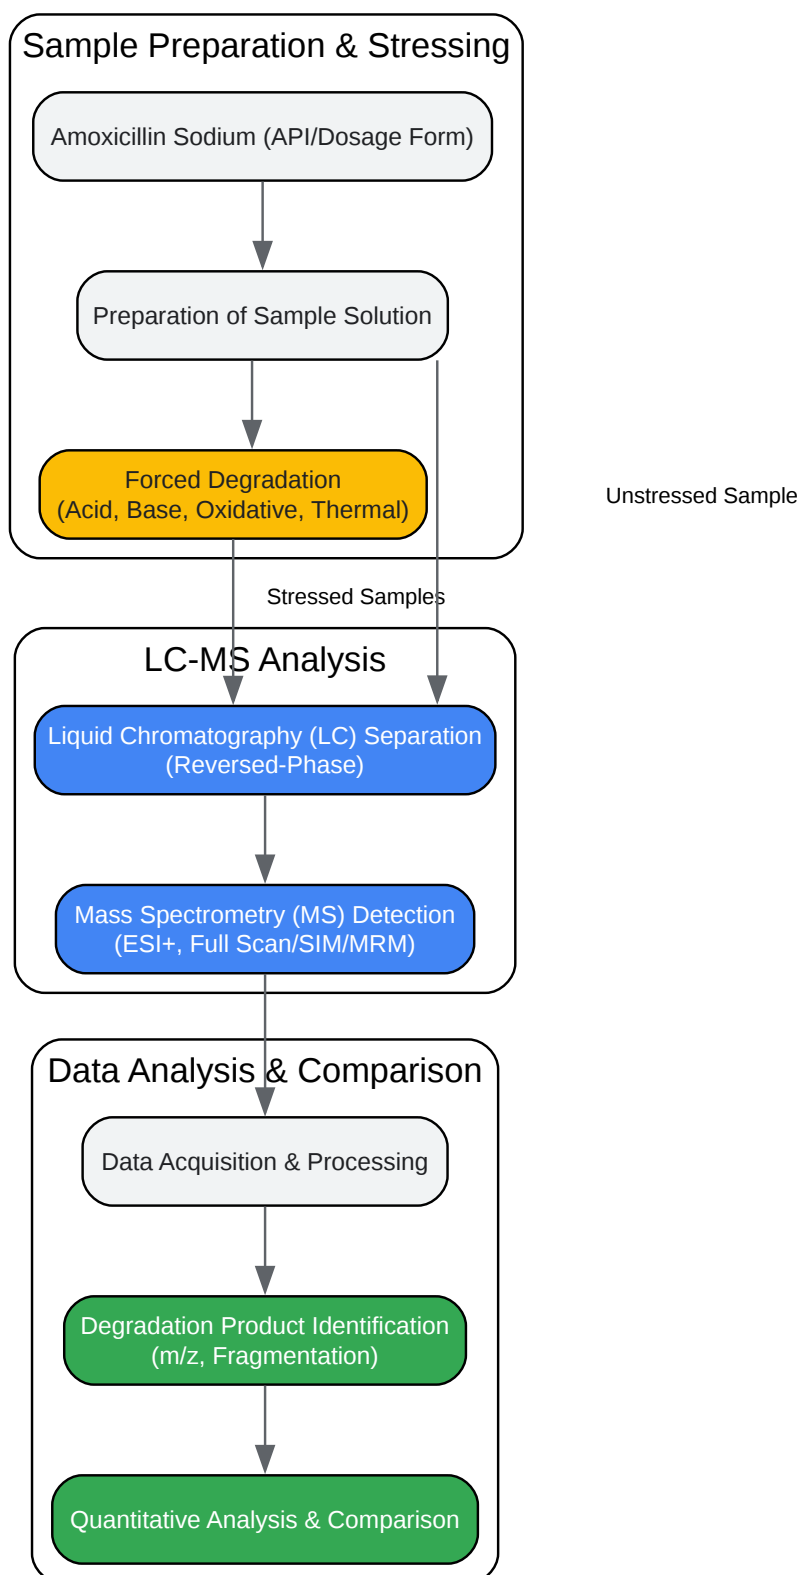 Sample Preparation & Stressing
Amoxicillin Sodium (API/Dosage Form)
Preparation of Sample Solution
Forced Degradation
(Acid, Base, Oxidative, Thermal)
Unstressed Sample
Stressed Samples
LC-MS Analysis
Liquid Chromatography (LC) Separation
(Reversed-Phase)
Mass Spectrometry (MS) Detection
(ESI+, Full Scan/SIM/MRM)
Data Analysis & Comparison
Data Acquisition & Processing
Degradation Product Identification
(m/z, Fragmentation)
Quantitative Analysis & Comparison